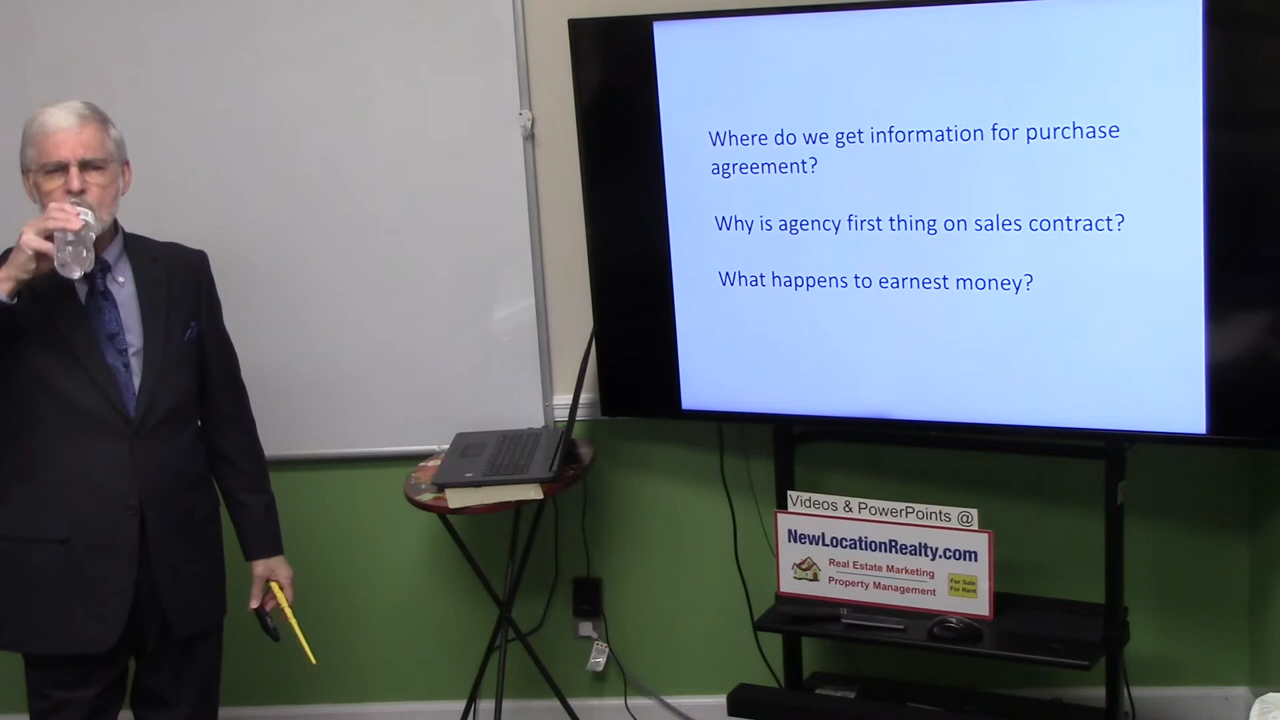 Where do we get information for purchase
agreement?
Why is agency first thing on sales contract?
What happens to earnest money?
Videos & PowerPoints @
NewLocationRealty.com
Real Estate Marketing
Property Management
For Sale
For Rent